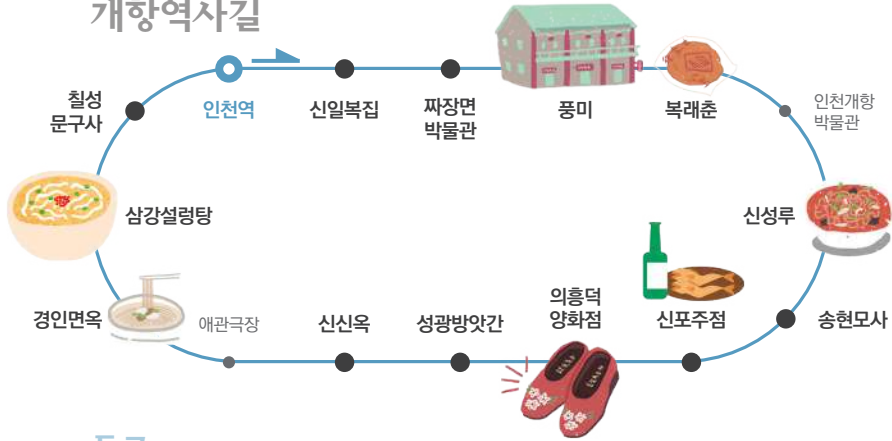 개항역사길
칠성
문구사
인천역
신일복집
짜장면
박물관
풍미
복래춘
인천개항
박물관
삼강설렁탕
신성루
경인면옥
애관극장
신신옥
성광방앗간
의흥덕
양화점
신포주점
송현모사